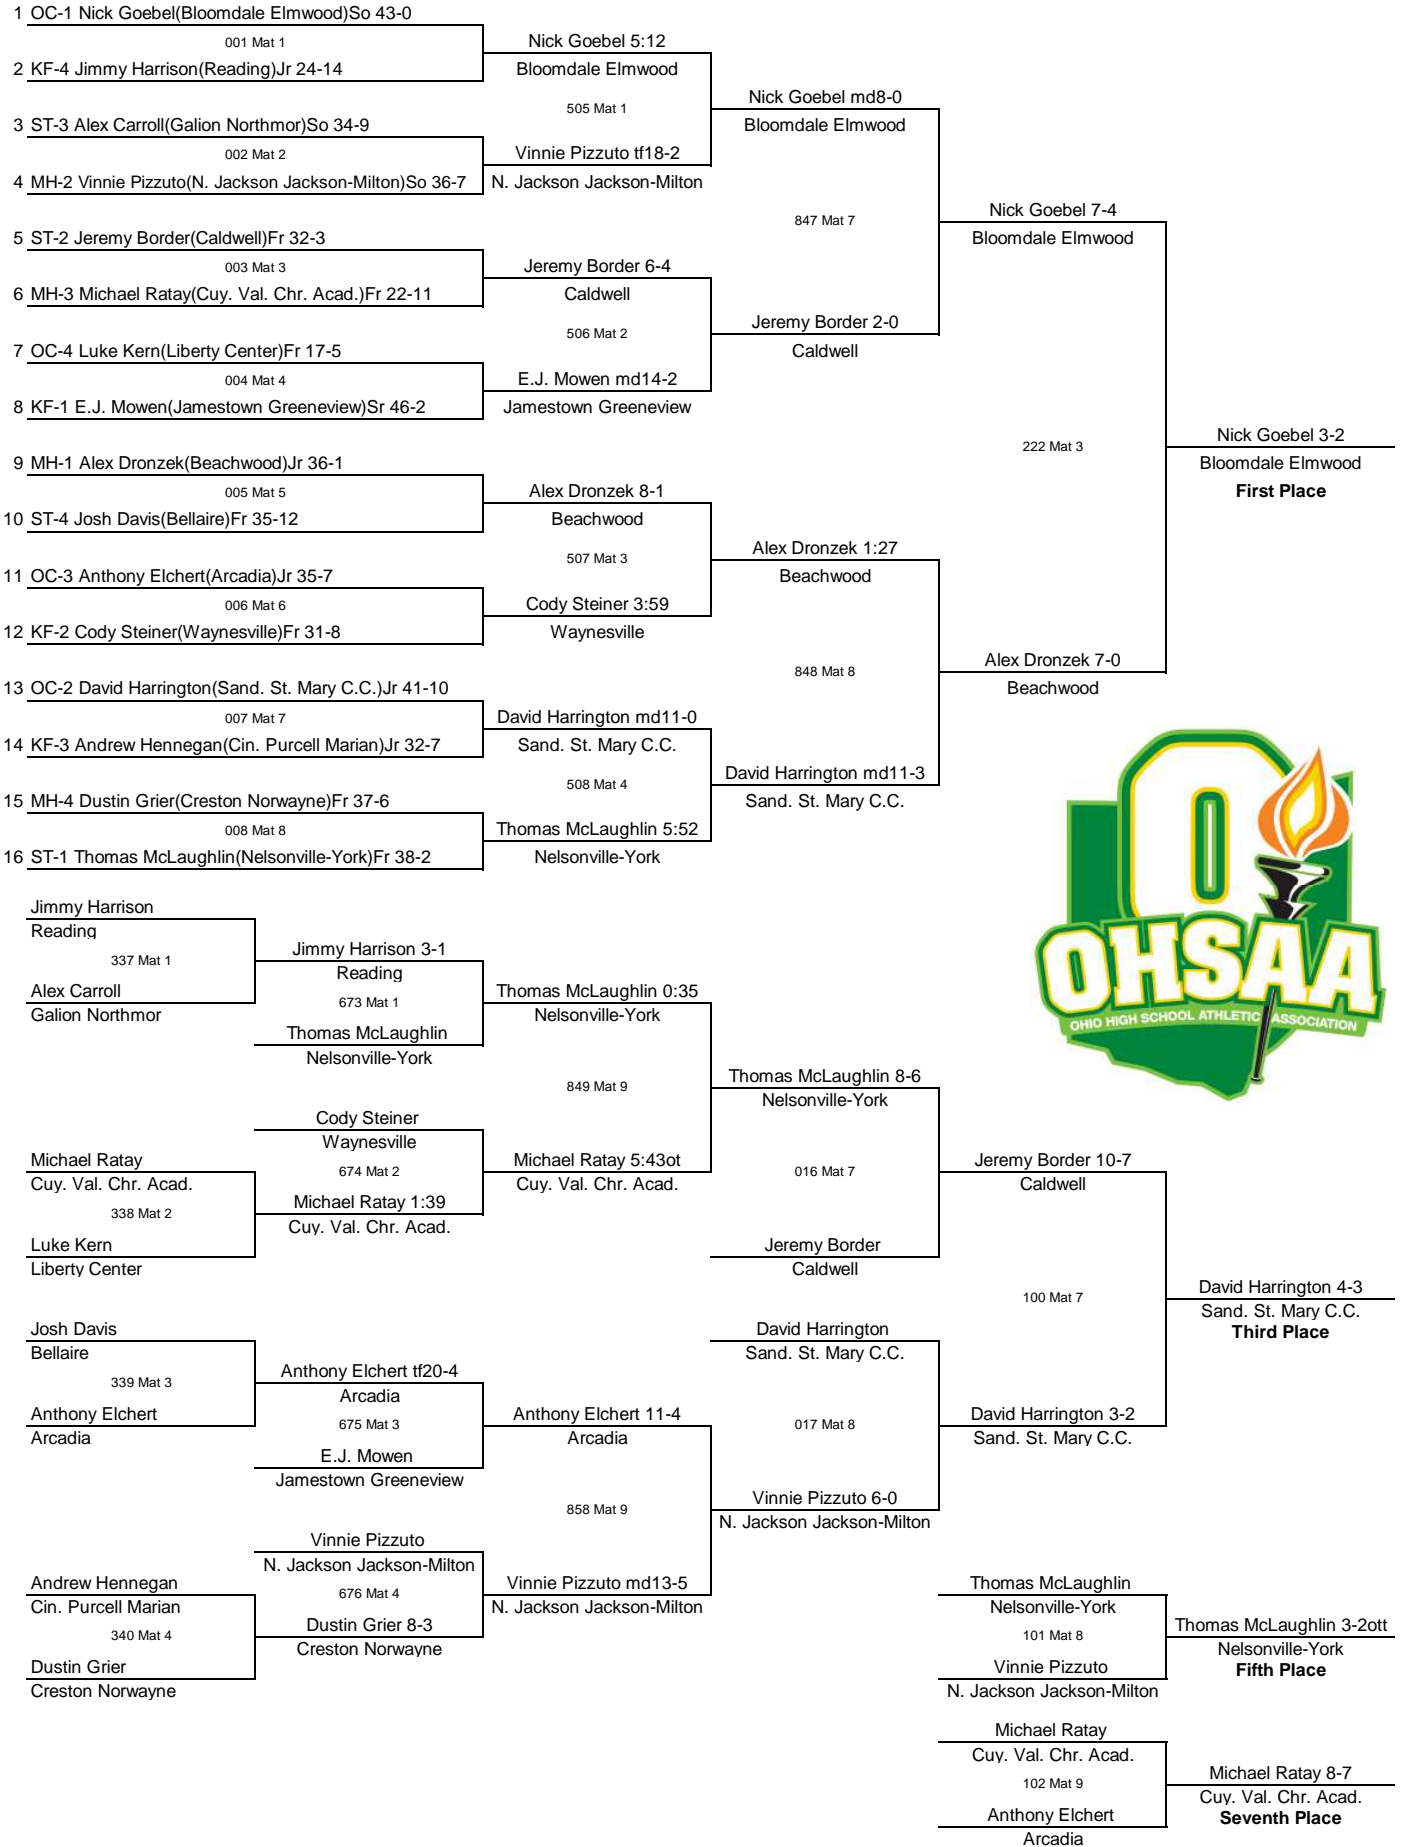 1 OC-1 Nick Goebel(Bloomdale Elmwood)So 43-0
001 Mat 1
2 KF-4 Jimmy Harrison(Reading)Jr 24-14
3 ST-3 Alex Carroll(Galion Northmor)So 34-9
002 Mat 2
4 MH-2 Vinnie Pizzuto(N. Jackson Jackson-Milton)So 36-7
5 ST-2 Jeremy Border(Caldwell)Fr 32-3
003 Mat 3
6 MH-3 Michael Ratay(Cuy. Val. Chr. Acad.)Fr 22-11
7 OC-4 Luke Kern(Liberty Center)Fr 17-5
004 Mat 4
8 KF-1 E.J. Mowen(Jamestown Greeneview)Sr 46-2
9 MH-1 Alex Dronzek(Beachwood)Jr 36-1
005 Mat 5
10 ST-4 Josh Davis(Bellaire)Fr 35-12
11 OC-3 Anthony Elchert(Arcadia)Jr 35-7
006 Mat 6
12 KF-2 Cody Steiner(Waynesville)Fr 31-8
13 OC-2 David Harrington(Sand. St. Mary C.C.)Jr 41-10
007 Mat 7
14 KF-3 Andrew Hennegan(Cin. Purcell Marian)Jr 32-7
15 MH-4 Dustin Grier(Creston Norwayne)Fr 37-6
008 Mat 8
16 ST-1 Thomas McLaughlin(Nelsonville-York)Fr 38-2
Nick Goebel 5:12
Bloomdale Elmwood
505 Mat 1
Vinnie Pizzuto tf18-2
N. Jackson Jackson-Milton
Jeremy Border 6-4
Caldwell
506 Mat 2
E.J. Mowen md14-2
Jamestown Greeneview
Alex Dronzek 8-1
Beachwood
507 Mat 3
Cody Steiner 3:59
Waynesville
David Harrington md11-0
Sand. St. Mary C.C.
508 Mat 4
Thomas McLaughlin 5:52
Nelsonville-York
Nick Goebel md8-0
Bloomdale Elmwood
847 Mat 7
Jeremy Border 2-0
Caldwell
Alex Dronzek 1:27
Beachwood
848 Mat 8
David Harrington md11-3
Sand. St. Mary C.C.
Nick Goebel 7-4
Bloomdale Elmwood
222 Mat 3
Alex Dronzek 7-0
Beachwood
Nick Goebel 3-2
Bloomdale Elmwood
First Place
O
OHSAA
OHIO HIGH SCHOOL ATHLETIC ASSOCIATION
Jimmy Harrison
Reading
337 Mat 1
Alex Carroll
Galion Northmor
Michael Ratay
Cuy. Val. Chr. Acad.
338 Mat 2
Luke Kern
Liberty Center
Josh Davis
Bellaire
339 Mat 3
Anthony Elchert
Arcadia
Andrew Hennegan
Cin. Purcell Marian
340 Mat 4
Dustin Grier
Creston Norwayne
Jimmy Harrison 3-1
Reading
673 Mat 1
Thomas McLaughlin
Nelsonville-York
Cody Steiner
Waynesville
674 Mat 2
Michael Ratay 1:39
Cuy. Val. Chr. Acad.
Anthony Elchert tf20-4
Arcadia
675 Mat 3
E.J. Mowen
Jamestown Greeneview
Vinnie Pizzuto
N. Jackson Jackson-Milton
676 Mat 4
Dustin Grier 8-3
Creston Norwayne
Thomas McLaughlin 0:35
Nelsonville-York
849 Mat 9
Michael Ratay 5:43ot
Cuy. Val. Chr. Acad.
Anthony Elchert 11-4
Arcadia
858 Mat 9
Vinnie Pizzuto md13-5
N. Jackson Jackson-Milton
Thomas McLaughlin 8-6
Nelsonville-York
016 Mat 7
Jeremy Border
Caldwell
David Harrington
Sand. St. Mary C.C.
017 Mat 8
Vinnie Pizzuto 6-0
N. Jackson Jackson-Milton
Jeremy Border 10-7
Caldwell
100 Mat 7
David Harrington 3-2
Sand. St. Mary C.C.
David Harrington 4-3
Sand. St. Mary C.C.
Third Place
Thomas McLaughlin
Nelsonville-York
101 Mat 8
Vinnie Pizzuto
N. Jackson Jackson-Milton
Thomas McLaughlin 3-2ott
Nelsonville-York
Fifth Place
Michael Ratay
Cuy. Val. Chr. Acad.
102 Mat 9
Anthony Elchert
Arcadia
Michael Ratay 8-7
Cuy. Val. Chr. Acad.
Seventh Place